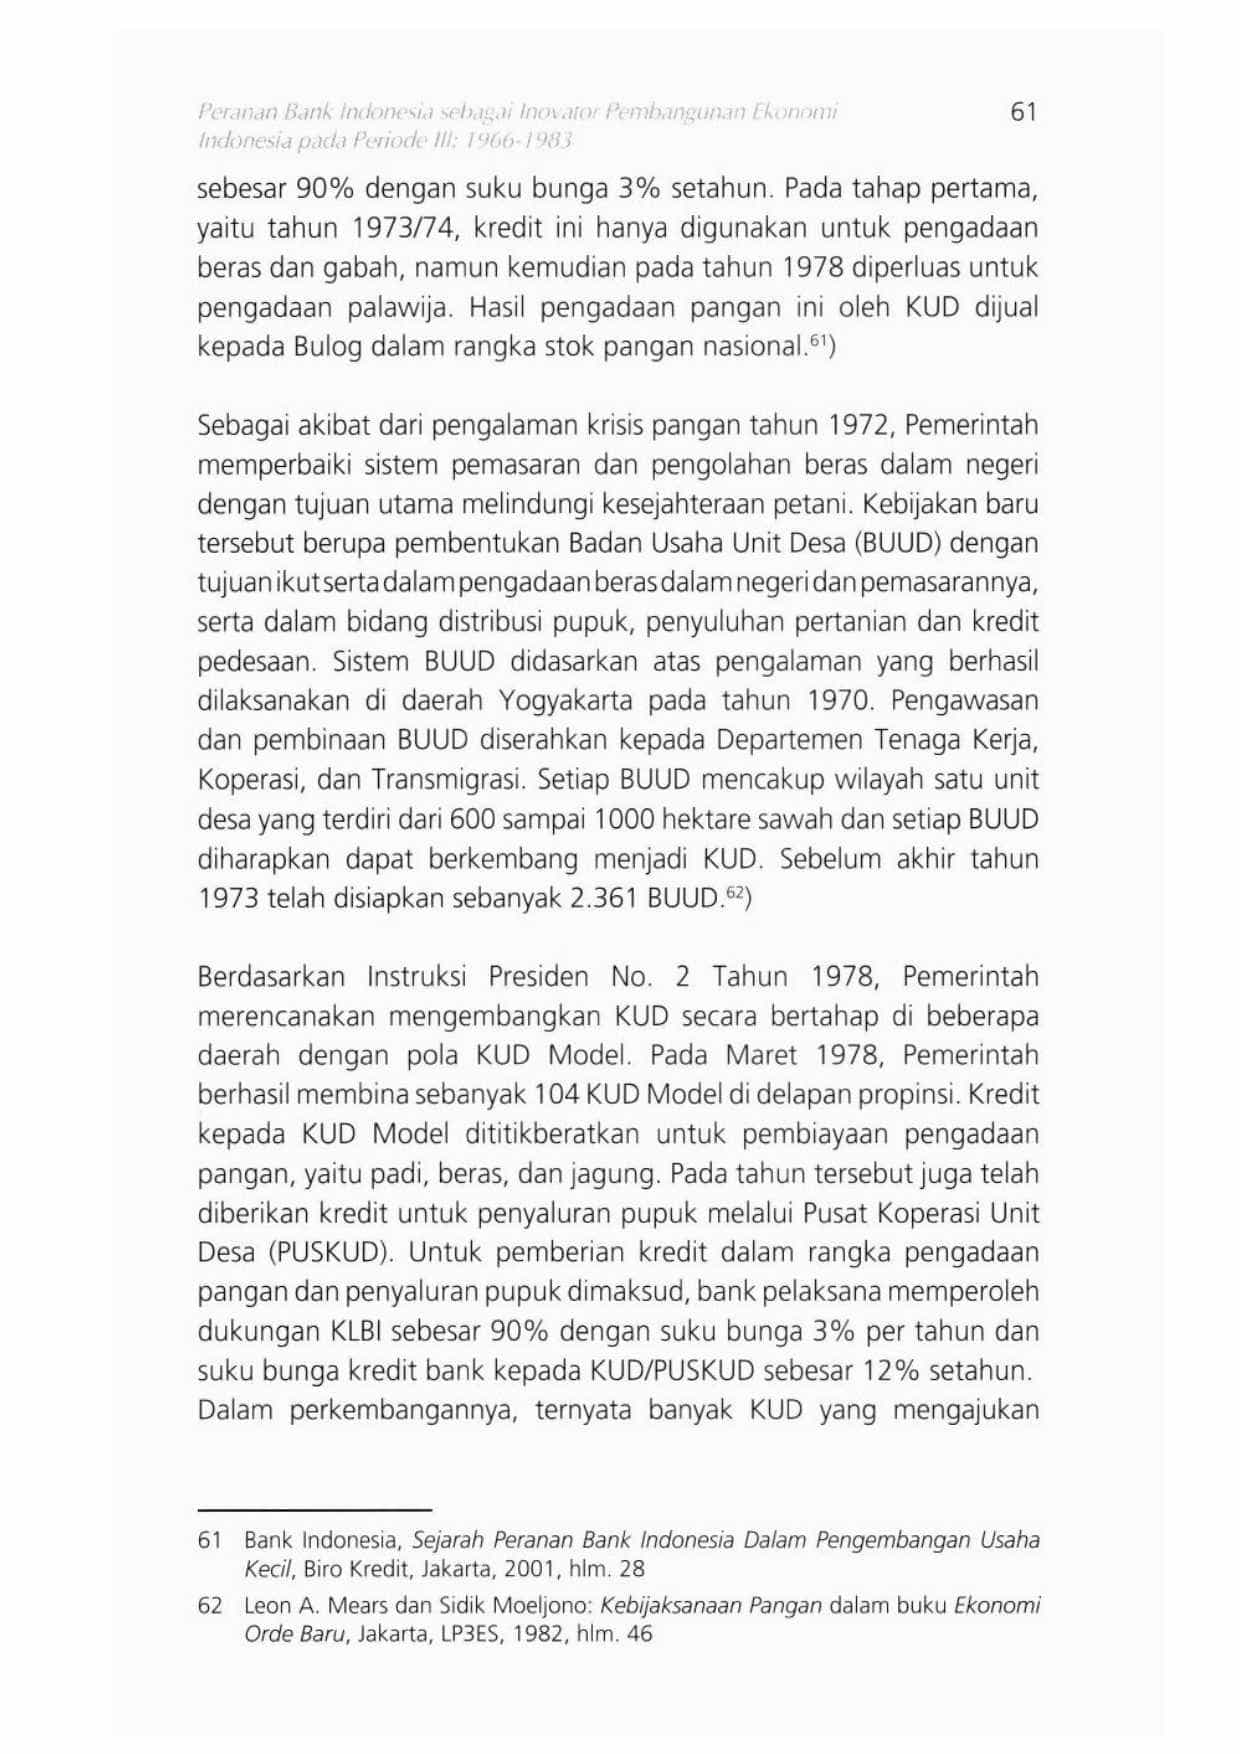 Peranan Bank Indonesia sebagai Inovator Pembangunan Ekonomi 61
Indonesia pada Periode III: 1966-1983
sebesar 90% dengan suku bunga 3% setahun. Pada tahap pertama,
yaitu tahun 1973/74, kredit ini hanya digunakan untuk pengadaan
beras dan gabah, namun kemudian pada tahun 1978 diperluas untuk
pengadaan palawija. Hasil pengadaan pangan ini oleh KUD dijual
kepada Bulog dalam rangka stok pangan nasional.⁶¹)
Sebagai akibat dari pengalaman krisis pangan tahun 1972, Pemerintah
memperbaiki sistem pemasaran dan pengolahan beras dalam negeri
dengan tujuan utama melindungi kesejahteraan petani. Kebijakan baru
tersebut berupa pembentukan Badan Usaha Unit Desa (BUUD) dengan
tujuan ikut serta dalam pengadaan beras dalam negeri dan pemasarannya,
serta dalam bidang distribusi pupuk, penyuluhan pertanian dan kredit
pedesaan. Sistem BUUD didasarkan atas pengalaman yang berhasil
dilaksanakan di daerah Yogyakarta pada tahun 1970. Pengawasan
dan pembinaan BUUD diserahkan kepada Departemen Tenaga Kerja,
Koperasi, dan Transmigrasi. Setiap BUUD mencakup wilayah satu unit
desa yang terdiri dari 600 sampai 1000 hektare sawah dan setiap BUUD
diharapkan dapat berkembang menjadi KUD. Sebelum akhir tahun
1973 telah disiapkan sebanyak 2.361 BUUD.⁶²)
Berdasarkan Instruksi Presiden No. 2 Tahun 1978, Pemerintah
merencanakan mengembangkan KUD secara bertahap di beberapa
daerah dengan pola KUD Model. Pada Maret 1978, Pemerintah
berhasil membina sebanyak 104 KUD Model di delapan propinsi. Kredit
kepada KUD Model dititikberatkan untuk pembiayaan pengadaan
pangan, yaitu padi, beras, dan jagung. Pada tahun tersebut juga telah
diberikan kredit untuk penyaluran pupuk melalui Pusat Koperasi Unit
Desa (PUSKUD). Untuk pemberian kredit dalam rangka pengadaan
pangan dan penyaluran pupuk dimaksud, bank pelaksana memperoleh
dukungan KLBI sebesar 90% dengan suku bunga 3% per tahun dan
suku bunga kredit bank kepada KUD/PUSKUD sebesar 12% setahun.
Dalam perkembangannya, ternyata banyak KUD yang mengajukan
61 Bank Indonesia, Sejarah Peranan Bank Indonesia Dalam Pengembangan Usaha
Kecil, Biro Kredit, Jakarta, 2001, hlm. 28
62 Leon A. Mears dan Sidik Moeljono: Kebijaksanaan Pangan dalam buku Ekonomi
Orde Baru, Jakarta, LP3ES, 1982, hlm. 46